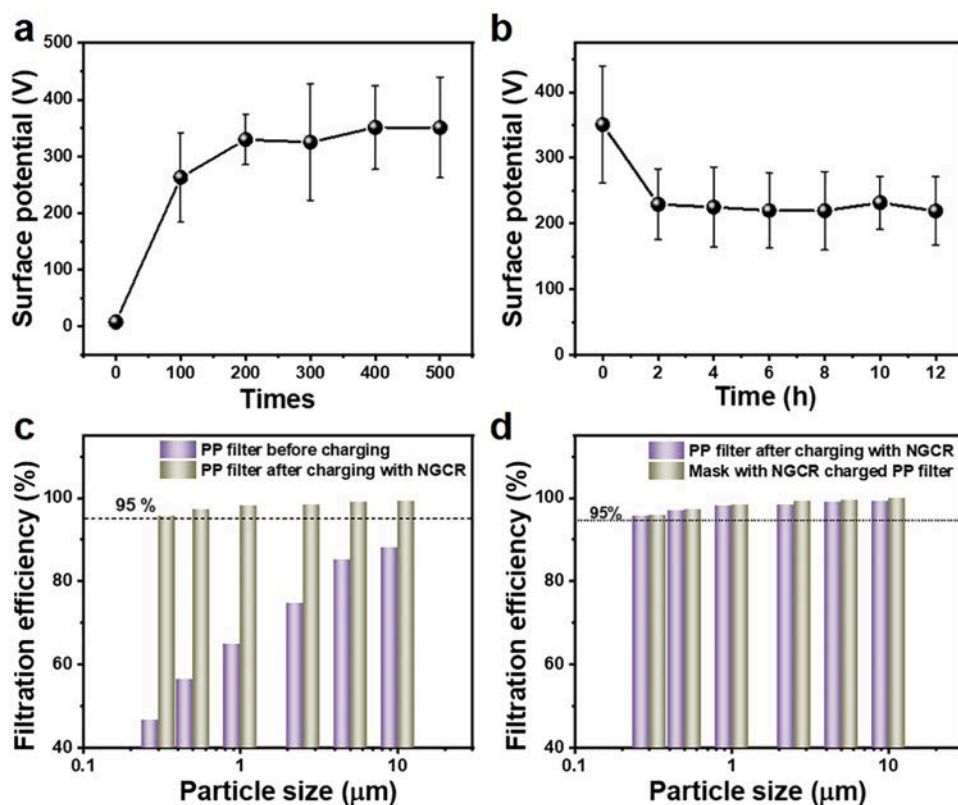 a
500
400
300
200
100
0
Surface potential (V)
0 100 200 300 400 500
Times
b
400
300
200
100
0
Surface potential (V)
0 2 4 6 8 10 12
Time (h)
c
PP filter before charging
PP filter after charging with NGCR
95 %
100
80
60
40
Filtration efficiency (%)
0.1 1 10
Particle size (μm)
d
PP filter after charging with NGCR
Mask with NGCR charged PP filter
95%
100
80
60
40
Filtration efficiency (%)
0.1 1 10
Particle size (μm)